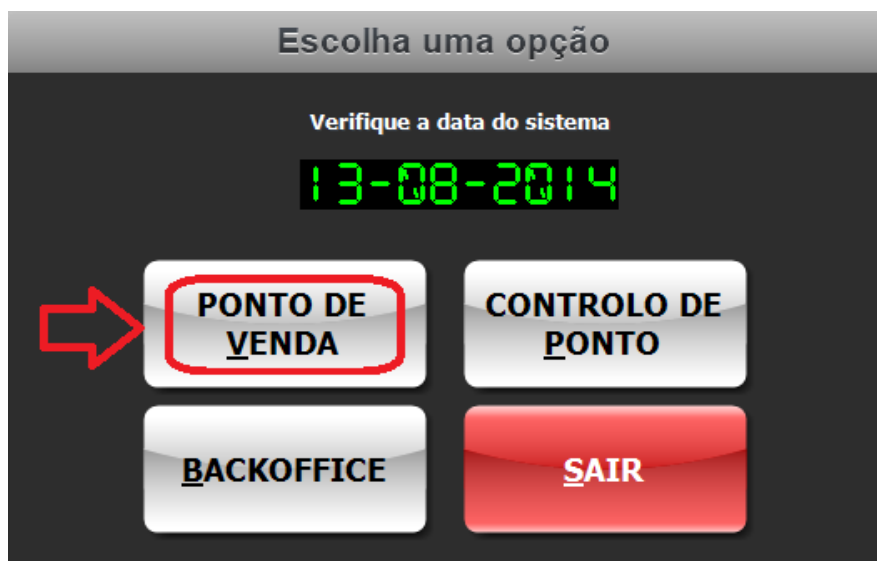 Escolha uma opção
Verifique a data do sistema
13-08-2014
PONTO DE
VENDA
CONTROLO DE
PONTO
BACKOFFICE
SAIR